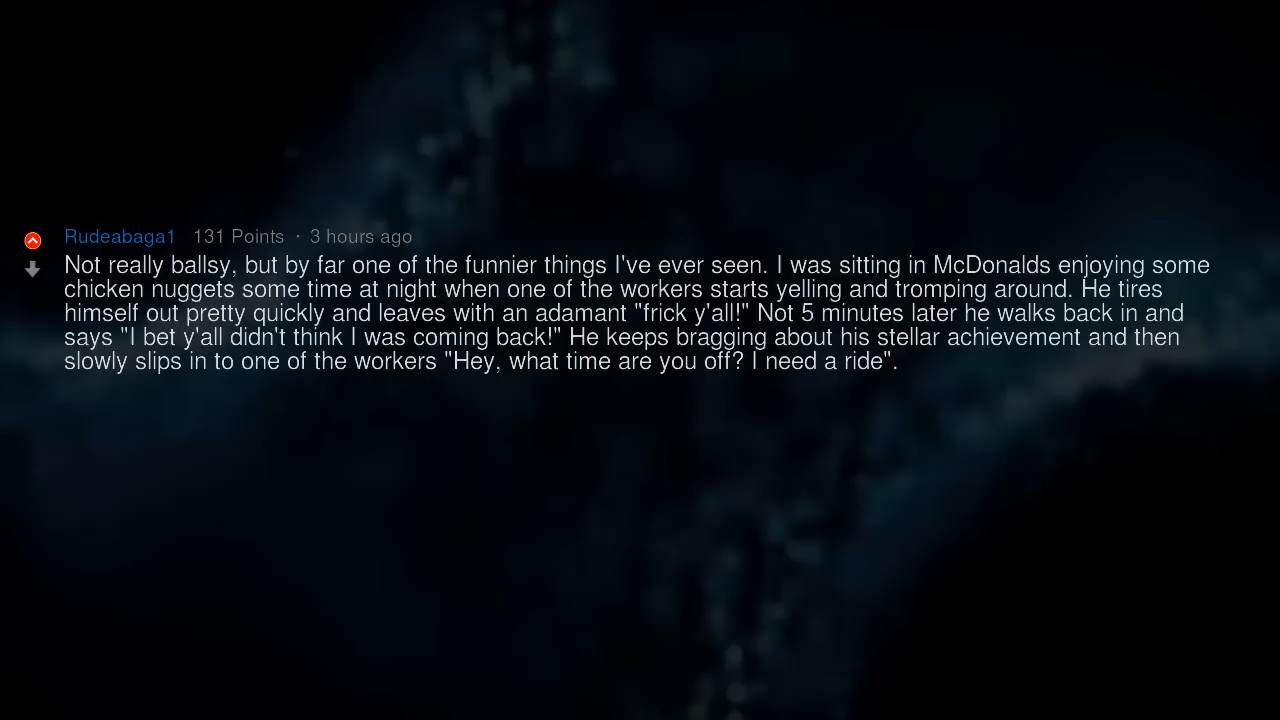 Rudeabaga1 131 Points · 3 hours ago
Not really ballsy, but by far one of the funnier things I've ever seen. I was sitting in McDonalds enjoying some
chicken nuggets some time at night when one of the workers starts yelling and tromping around. He tires
himself out pretty quickly and leaves with an adamant "frick y'all!" Not 5 minutes later he walks back in and
says "I bet y'all didn't think I was coming back!" He keeps bragging about his stellar achievement and then
slowly slips in to one of the workers "Hey, what time are you off? I need a ride".